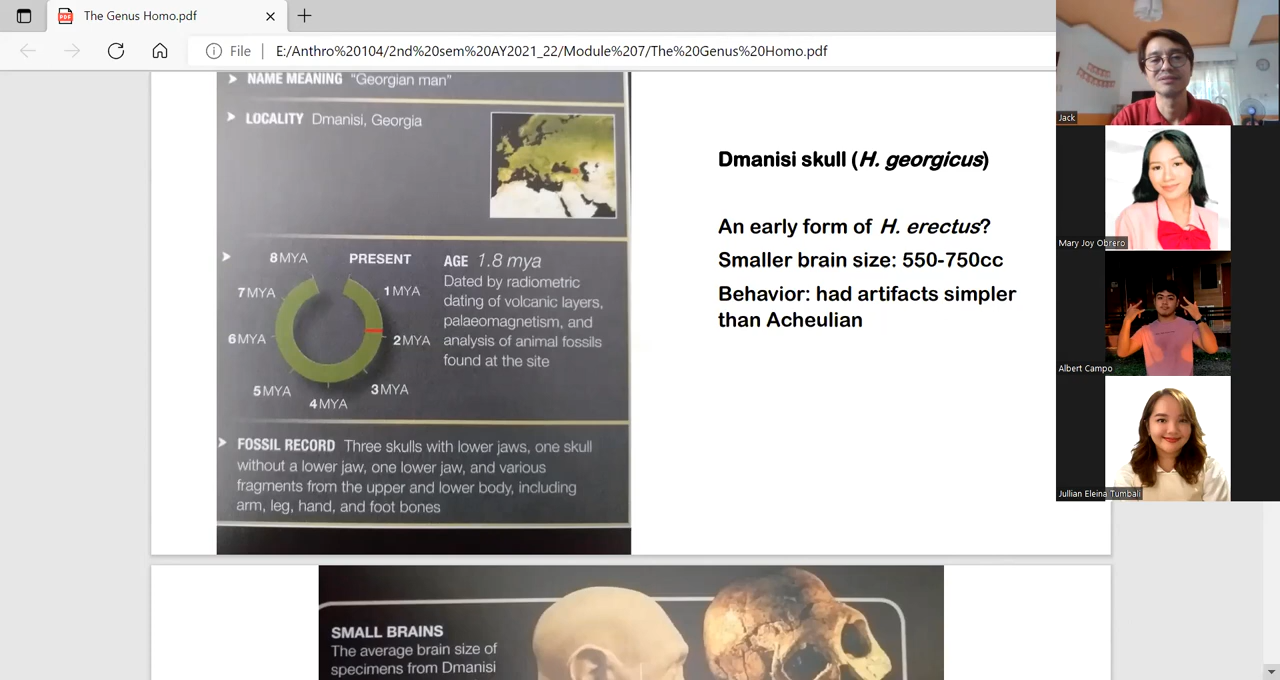 The Genus Homo.pdf
File
E:/Anthro%20104/2nd%20sem%20AY2021_22/Module%207/The%20Genus%20Homo.pdf
NAME MEANING "Georgian man"
LOCALITY Dmanisi, Georgia
8 MYA
PRESENT
7 MYA
1 MYA
6 MYA
2 MYA
5 MYA
3 MYA
4 MYA
AGE 1.8 mya
Dated by radiometric
dating of volcanic layers,
palaeomagnetism, and
analysis of animal fossils
found at the site
FOSSIL RECORD Three skulls with lower jaws, one skull
without a lower jaw, one lower jaw, and various
fragments from the upper and lower body, including
arm, leg, hand, and foot bones
Dmanisi skull (H. georgicus)
An early form of H. erectus?
Smaller brain size: 550-750cc
Behavior: had artifacts simpler
than Acheulian
SMALL BRAINS
The average brain size of
specimens from Dmanisi
Jack
Mary Joy Obrero
Albert Campo
Jullian Eleina Tumbali